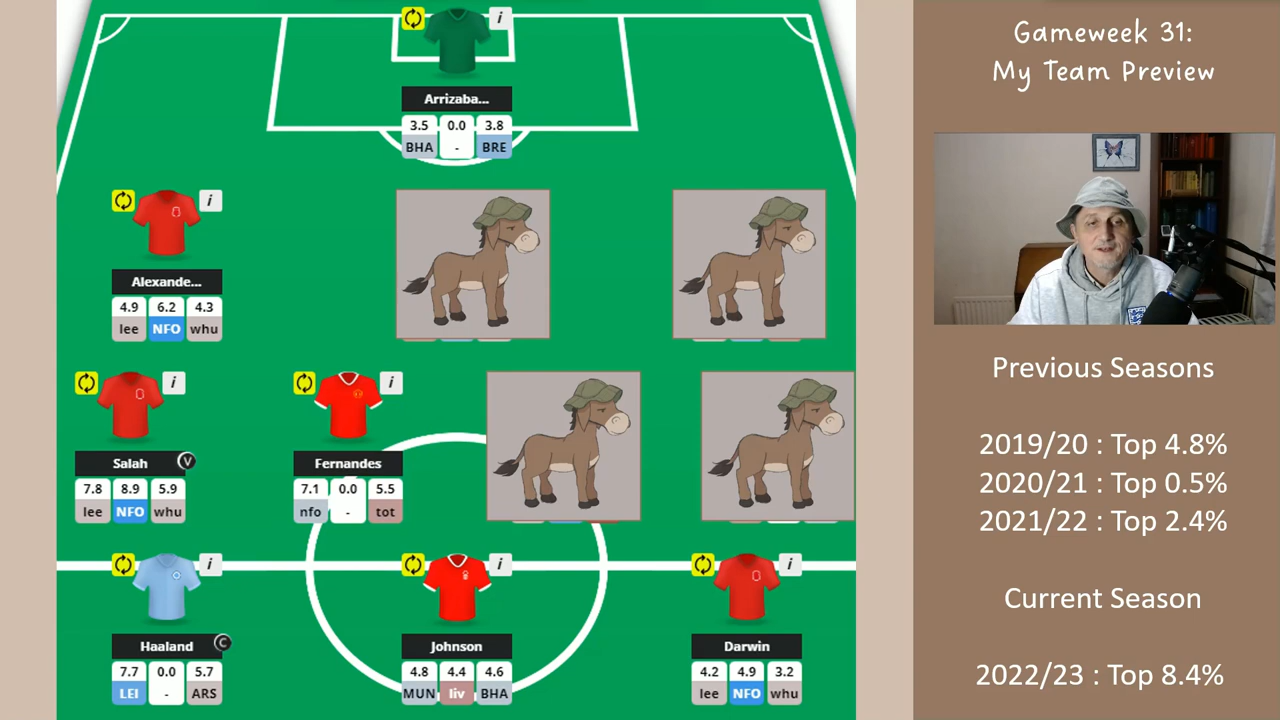 Gameweek 31:
My Team Preview
i
Arrizaba...
3.5 0.0 3.8
BHA - BRE
i
Alexande...
4.9 6.2 4.3
lee NFO whu
i
Salah V
7.8 8.9 5.9
lee NFO whu
i
Fernandes
7.1 0.0 5.5
nfo - tot
i
Haaland C
7.7 0.0 5.7
LEI - ARS
i
Johnson
4.8 4.4 4.6
MUN liv BHA
i
Darwin
4.2 4.9 3.2
lee NFO whu
Previous Seasons
2019/20 : Top 4.8%
2020/21 : Top 0.5%
2021/22 : Top 2.4%
Current Season
2022/23 : Top 8.4%